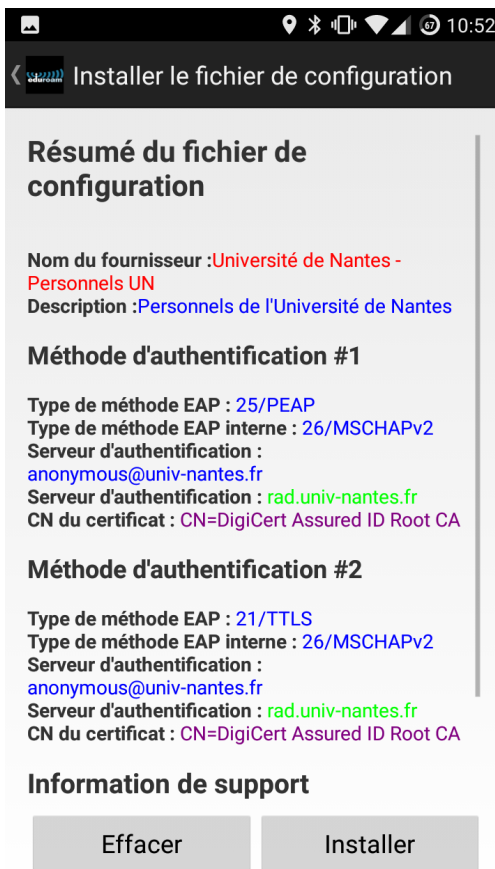 67 10:52
eduroam Installer le fichier de configuration
Résumé du fichier de
configuration
Nom du fournisseur :Université de Nantes -
Personnels UN
Description :Personnels de l'Université de Nantes
Méthode d'authentification #1
Type de méthode EAP : 25/PEAP
Type de méthode EAP interne : 26/MSCHAPv2
Serveur d'authentification :
anonymous@univ-nantes.fr
Serveur d'authentification : rad.univ-nantes.fr
CN du certificat : CN=DigiCert Assured ID Root CA
Méthode d'authentification #2
Type de méthode EAP : 21/TTLS
Type de méthode EAP interne : 26/MSCHAPv2
Serveur d'authentification :
anonymous@univ-nantes.fr
Serveur d'authentification : rad.univ-nantes.fr
CN du certificat : CN=DigiCert Assured ID Root CA
Information de support
Effacer Installer